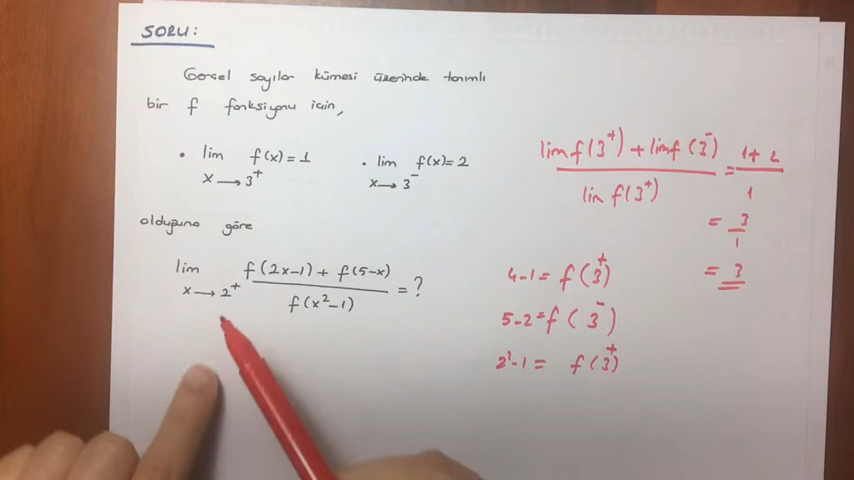 SORU:
Gerçel sayılar kümesi üzerinde tanımlı
bir f fonksiyonu için,
• lim f(x) = 1 • lim f(x) = 2
x → 3⁺ x → 3⁻
olduğuna göre
lim f(2x-1) + f(5-x)
x → 2⁺ f(x²-1) = ?
lim f(3⁺) + lim f(3⁻) = 1+2
lim f(3⁺) 1
= 3
1
= 3
4-1 = f(3⁺)
5-2 = f(3⁻)
2²-1 = f(3⁺)